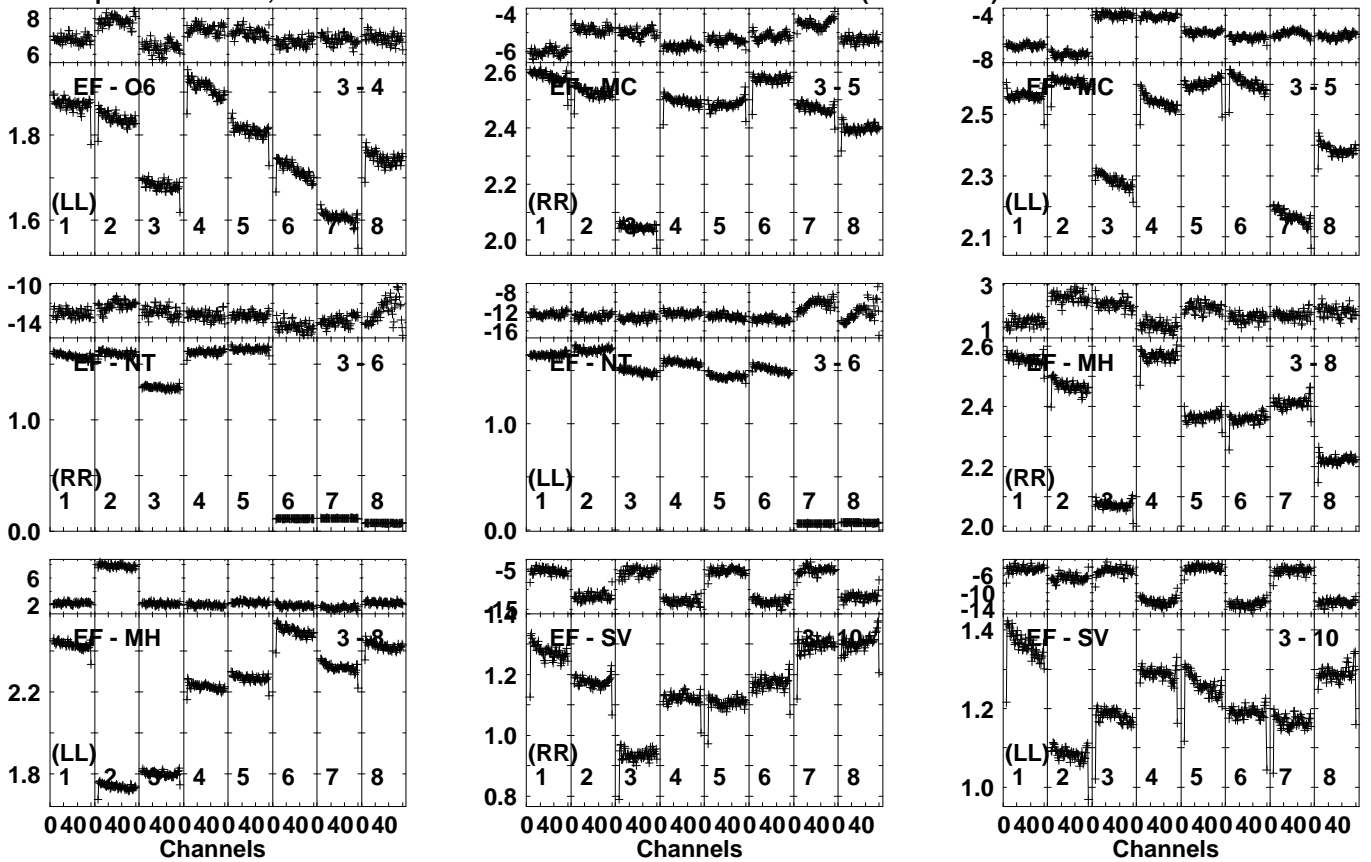 8
6
EF - O6 3 - 4
1.8
(LL)
1.6
1 2 3 4 5 6 7 8
-4
-6
2.6
EF - MC 3 - 5
2.4
2.2
(RR)
2.0
1 2 3 4 5 6 7 8
-4
-8
EF - MC 3 - 5
2.5
2.3
(LL)
2.1
1 2 3 4 5 6 7 8
-10
-14
EF - NT 3 - 6
1.0
(RR)
1 2 3 4 5 6 7 8
0.0
-8
-12
-16
EF - NT 3 - 6
1.0
(LL)
1 2 3 4 5 6 7 8
0.0
3
1
2.6
EF - MH 3 - 8
2.4
2.2
(RR)
1 2 3 4 5 6 7 8
2.0
6
2
EF - MH 3 - 8
2.2
(LL)
1.8
1 2 3 4 5 6 7 8
0 40 0 40 0 40 0 40 0 40 0 40 0 40 0 40
Channels
-5
-15
1.4
EF - SV 3 - 10
1.2
1.0
(RR)
0.8
1 2 3 4 5 6 7 8
0 40 0 40 0 40 0 40 0 40 0 40 0 40 0 40
Channels
-6
-10
-14
1.4
EF - SV 3 - 10
1.2
(LL)
1.0
1 2 3 4 5 6 7 8
0 40 0 40 0 40 0 40 0 40 0 40 0 40 0 40
Channels